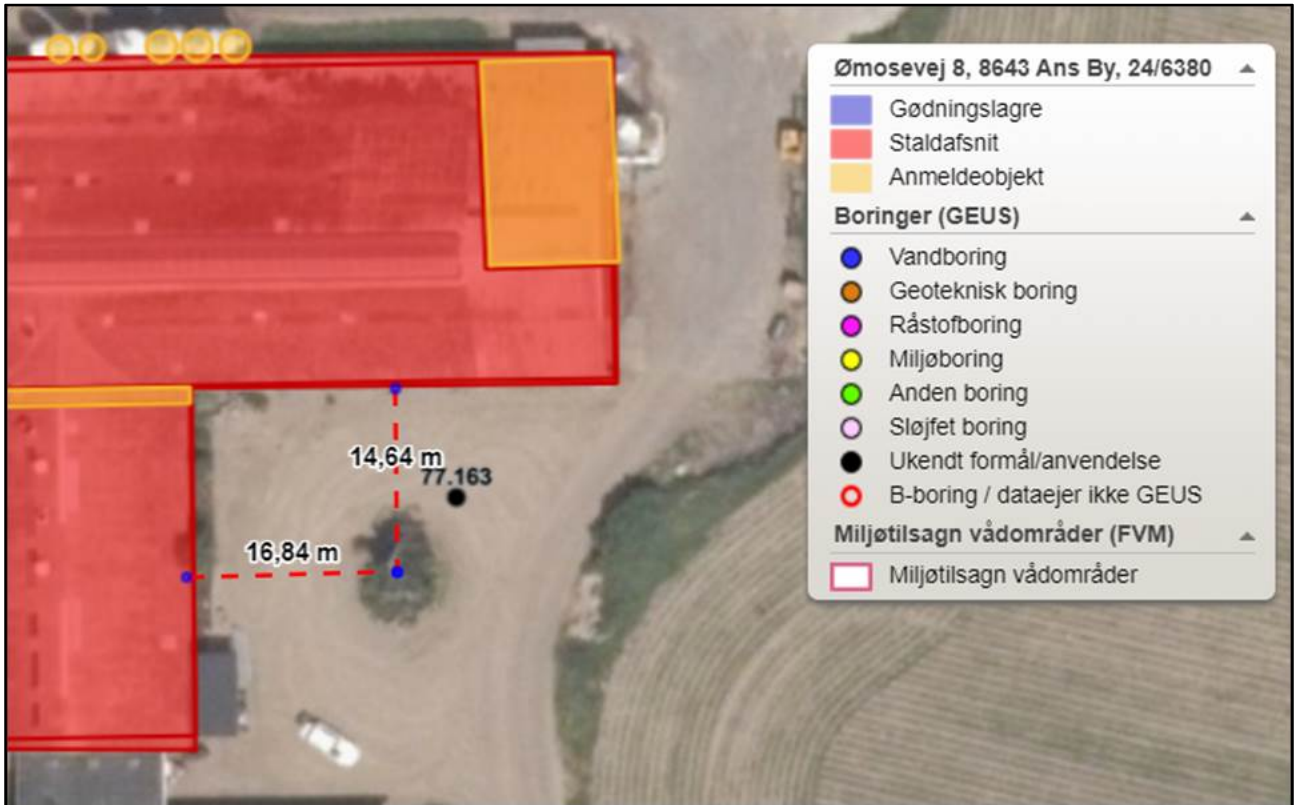 Ømosevej 8, 8643 Ans By, 24/6380
Gødningslagre
Staldafsnit
Anmeldeobjekt
Boringer (GEUS)
Vandboring
Geoteknisk boring
Råstofboring
Miljøboring
Anden boring
Sløjfet boring
Ukendt formål/anvendelse
B-boring / dataejer ikke GEUS
Miljøtilsagn vådområder (FVM)
Miljøtilsagn vådområder
14,64 m
77.163
16,84 m